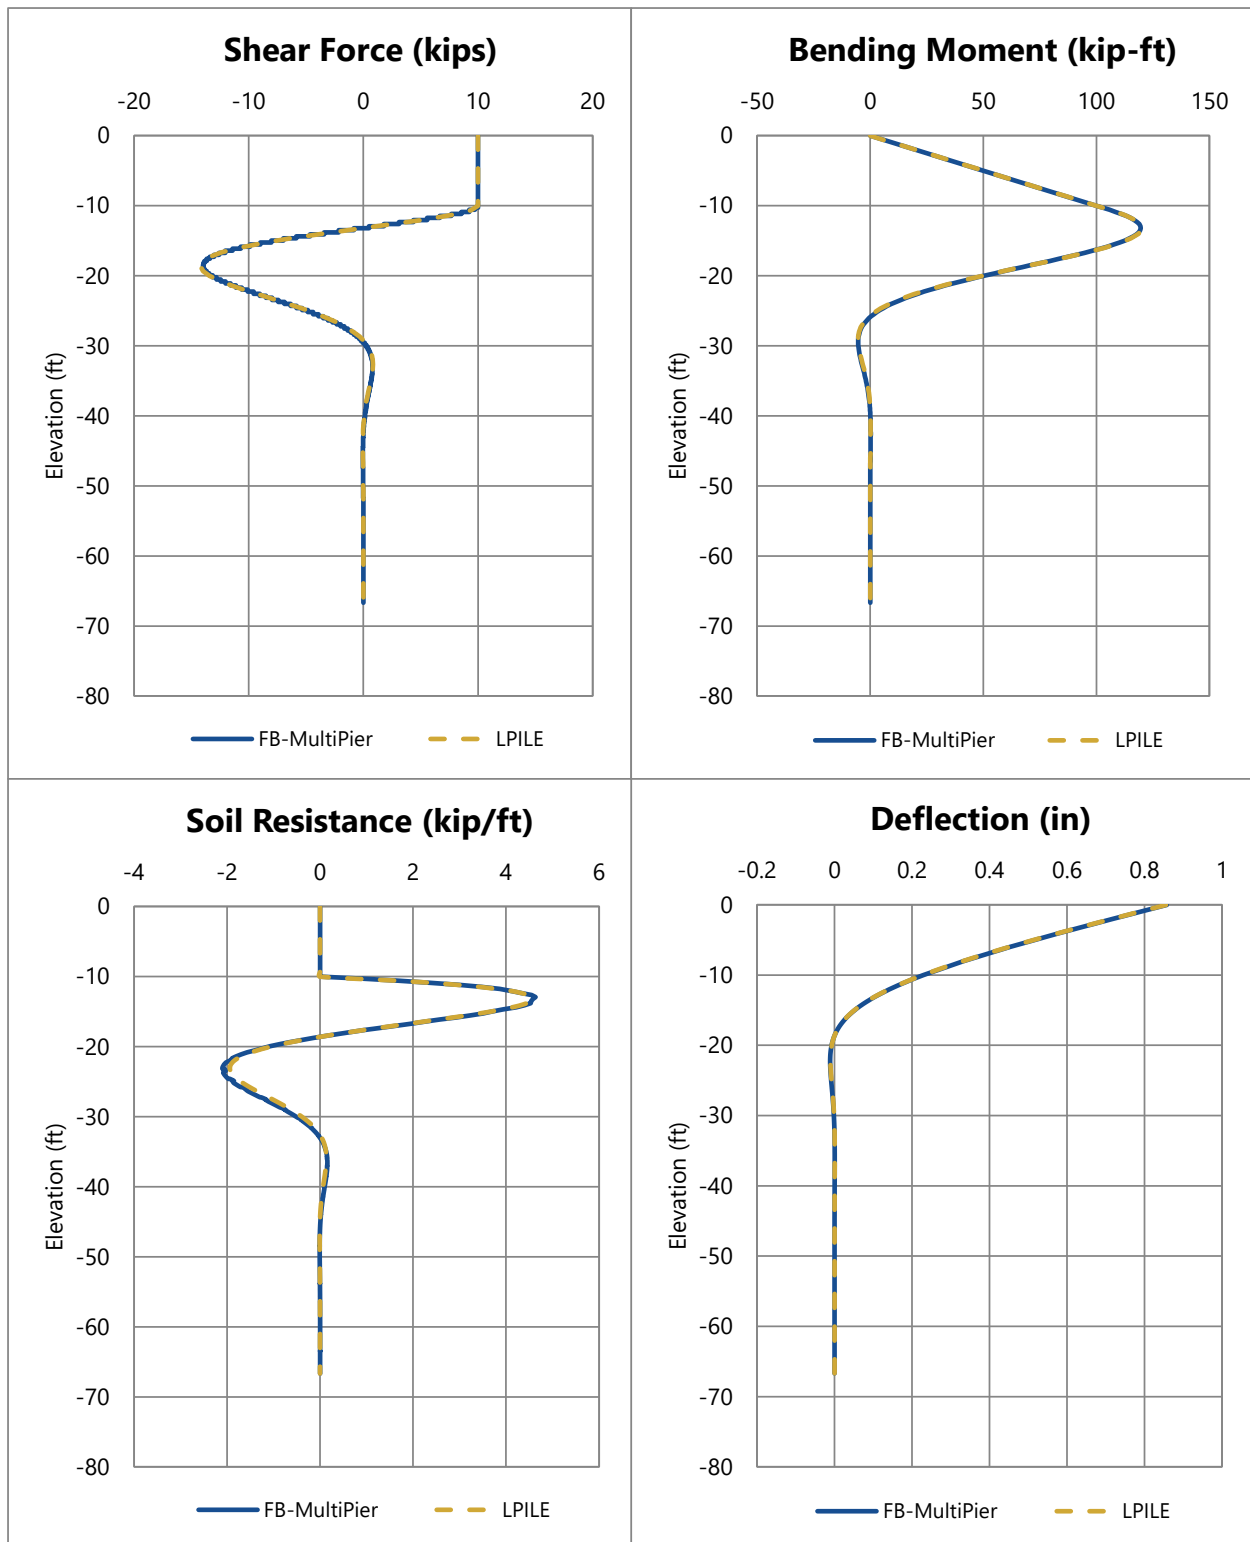 Shear Force (kips)
-20 -10 0 10 20
0
-10
-20
-30
-40
-50
-60
-70
-80
Elevation (ft)
FB-MultiPier LPILE
Bending Moment (kip-ft)
-50 0 50 100 150
0
-10
-20
-30
-40
-50
-60
-70
-80
Elevation (ft)
FB-MultiPier LPILE
Soil Resistance (kip/ft)
-4 -2 0 2 4 6
0
-10
-20
-30
-40
-50
-60
-70
-80
Elevation (ft)
FB-MultiPier LPILE
Deflection (in)
-0.2 0 0.2 0.4 0.6 0.8 1
0
-10
-20
-30
-40
-50
-60
-70
-80
Elevation (ft)
FB-MultiPier LPILE